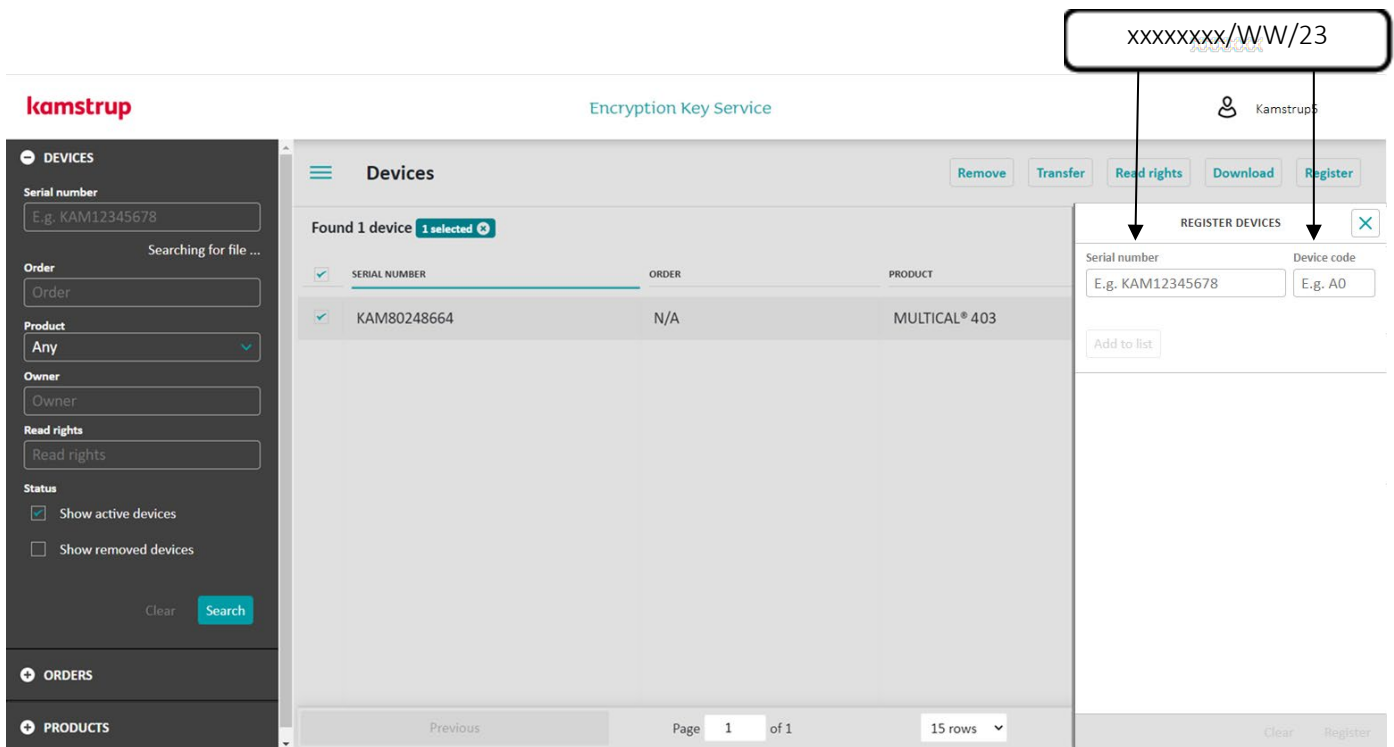 xxxxxxxx/WW/23
kamstrup
Encryption Key Service
Kamstrup5
DEVICES
Serial number
E.g. KAM12345678
Searching for file ...
Order
Order
Product
Any
Owner
Owner
Read rights
Read rights
Status
Show active devices
Show removed devices
Clear Search
ORDERS
PRODUCTS
Devices
Remove Transfer Read rights Download Register
Found 1 device 1 selected
SERIAL NUMBER ORDER PRODUCT
KAM80248664 N/A MULTICAL® 403
Previous Page 1 of 1 15 rows
REGISTER DEVICES
Serial number Device code
E.g. KAM12345678 E.g. A0
Add to list
Clear Register